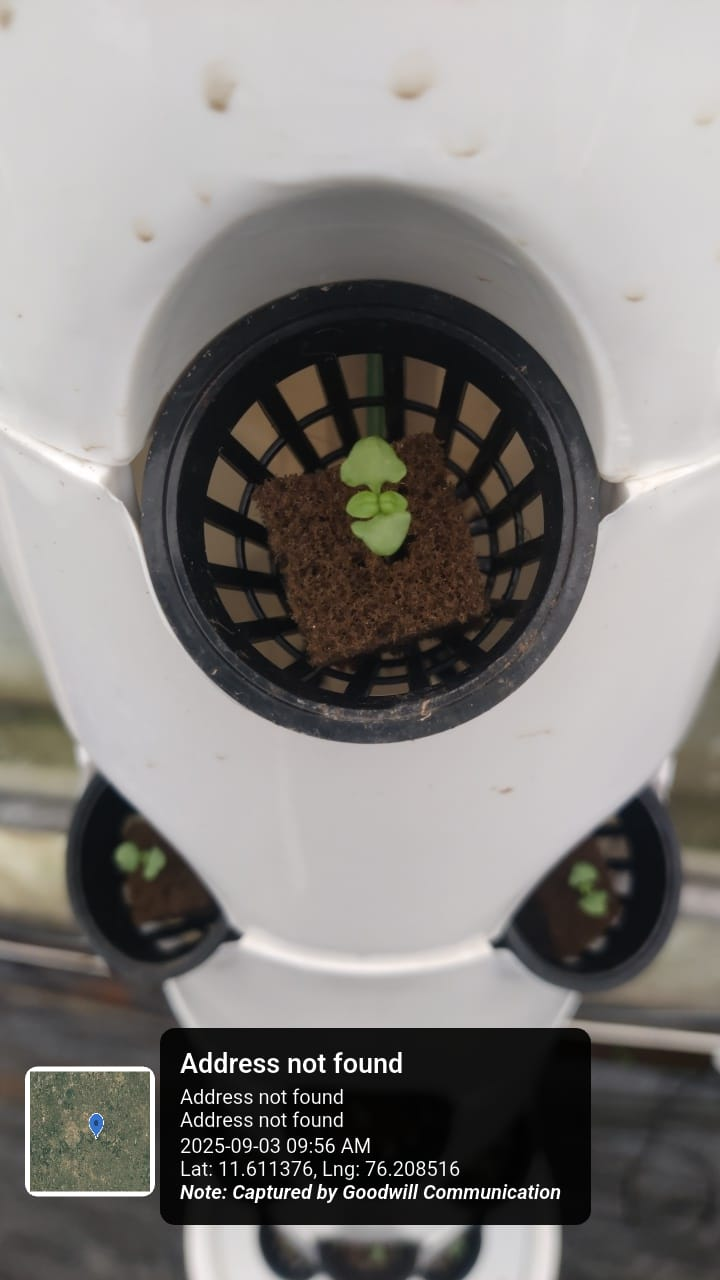 Address not found
Address not found
Address not found
2025-09-03 09:56 AM
Lat: 11.611376, Lng: 76.208516
Note: Captured by Goodwill Communication